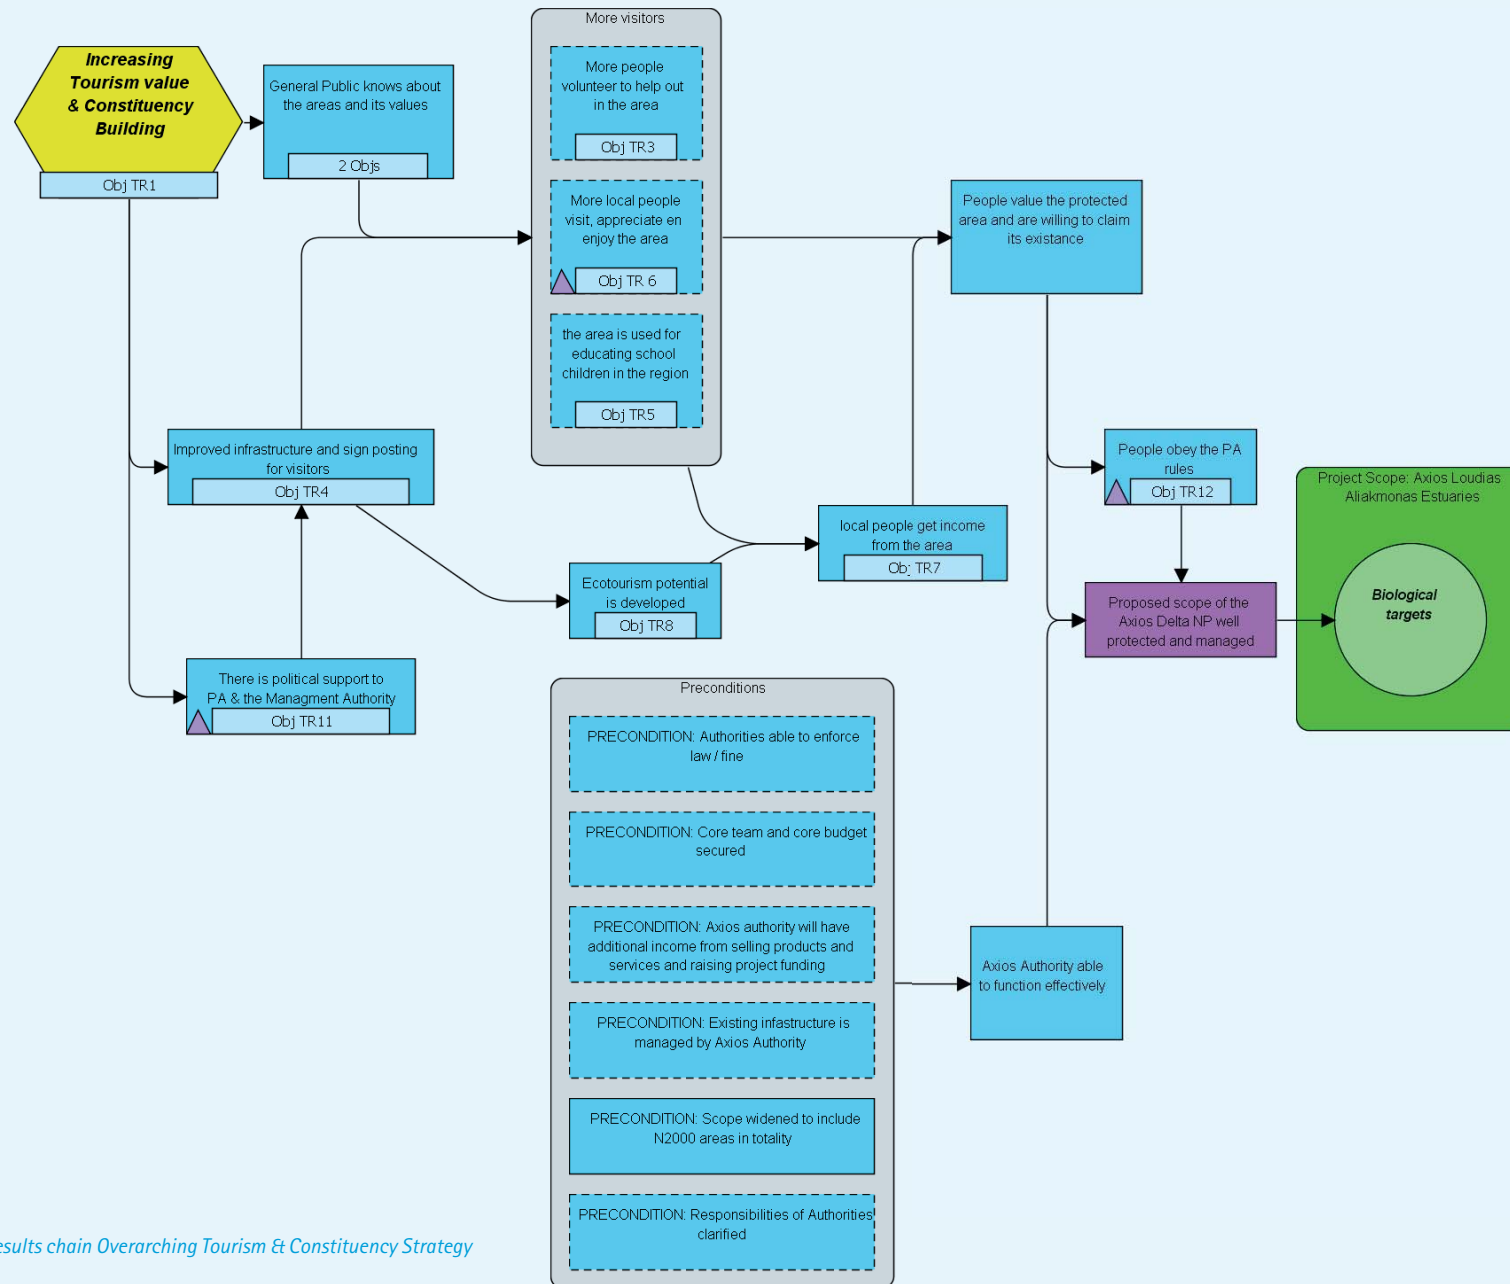 Increasing
Tourism value
& Constituency
Building
Obj TR1
General Public knows about
the areas and its values
2 Objs
More visitors
More people
volunteer to help out
in the area
Obj TR3
More local people
visit, appreciate en
enjoy the area
Obj TR 6
the area is used for
educating school
children in the region
Obj TR5
People value the protected
area and are willing to claim
its existance
Improved infrastructure and sign posting
for visitors
Obj TR4
People obey the PA
rules
Obj TR12
Project Scope: Axios Loudias
Aliakmonas Estuaries
Biological
targets
local people get income
from the area
Obj TR7
Ecotourism potential
is developed
Obj TR8
Proposed scope of the
Axios Delta NP well
protected and managed
There is political support to
PA & the Managment Authority
Obj TR11
Preconditions
PRECONDITION: Authorities able to enforce
law / fine
PRECONDITION: Core team and core budget
secured
PRECONDITION: Axios authority will have
additional income from selling products and
services and raising project funding
PRECONDITION: Existing infastructure is
managed by Axios Authority
PRECONDITION: Scope widened to include
N2000 areas in totality
PRECONDITION: Responsibilities of Authorities
clarified
Axios Authority able
to function effectively
esults chain Overarching Tourism & Constituency Strategy